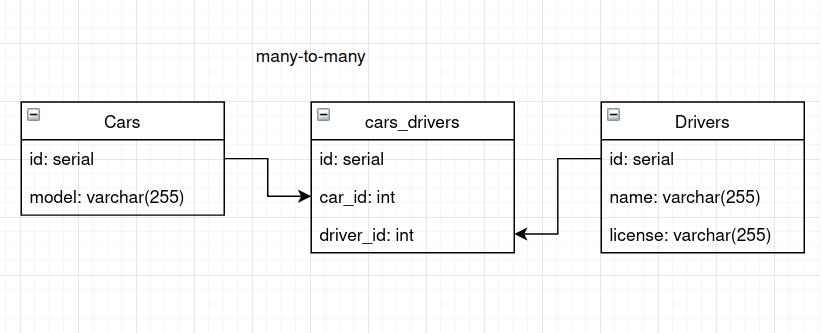 many-to-many
Cars
id: serial
model: varchar(255)
cars_drivers
id: serial
car_id: int
driver_id: int
Drivers
id: serial
name: varchar(255)
license: varchar(255)